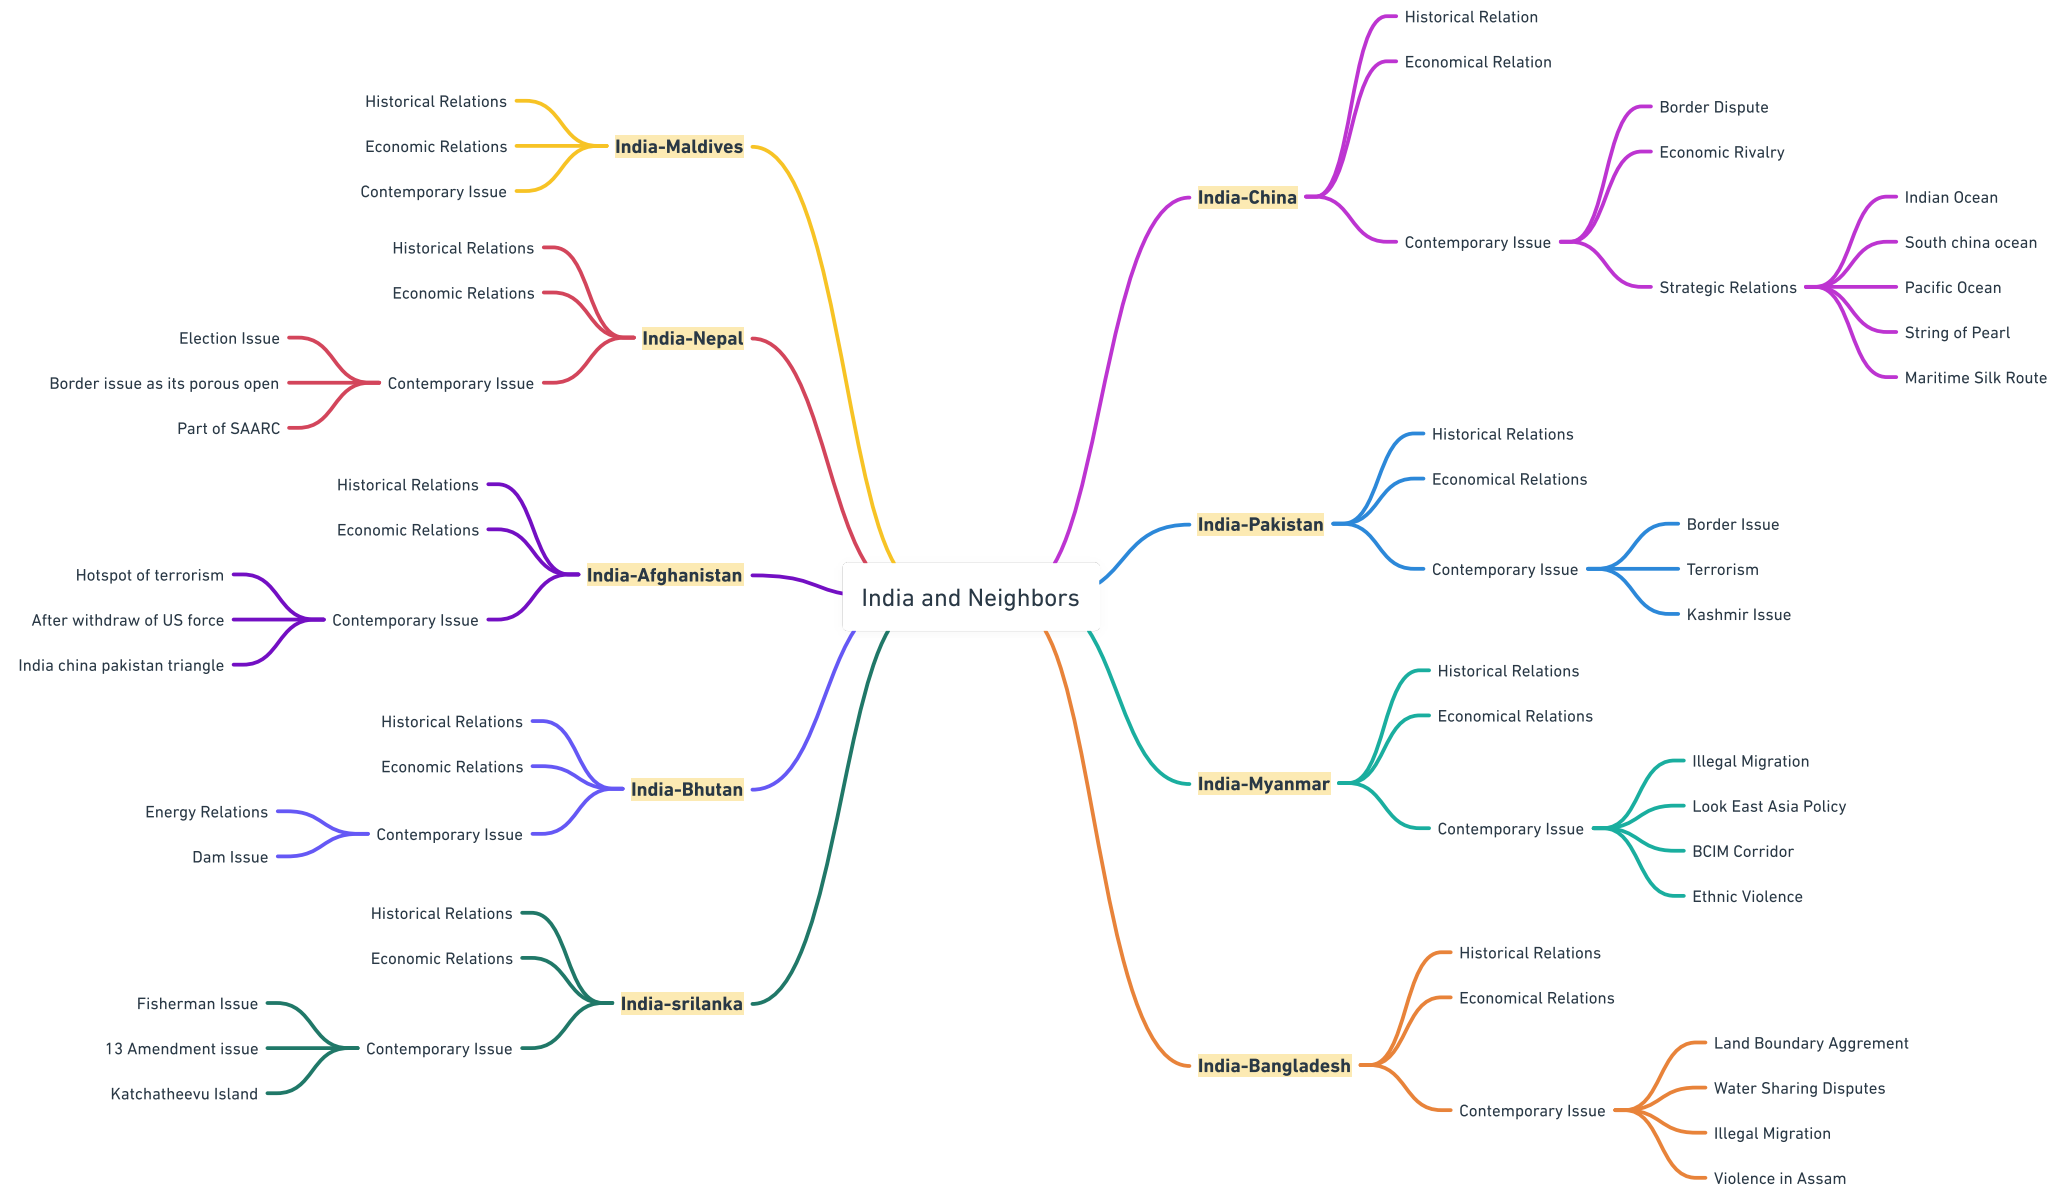 India and Neighbors
India-China
Historical Relation
Economical Relation
Contemporary Issue
Border Dispute
Economic Rivalry
Strategic Relations
Indian Ocean
South china ocean
Pacific Ocean
String of Pearl
Maritime Silk Route
India-Pakistan
Historical Relations
Economical Relations
Contemporary Issue
Border Issue
Terrorism
Kashmir Issue
India-Myanmar
Historical Relations
Economical Relations
Contemporary Issue
Illegal Migration
Look East Asia Policy
BCIM Corridor
Ethnic Violence
India-Bangladesh
Historical Relations
Economical Relations
Contemporary Issue
Land Boundary Aggrement
Water Sharing Disputes
Illegal Migration
Violence in Assam
India-Maldives
Historical Relations
Economic Relations
Contemporary Issue
India-Nepal
Historical Relations
Economic Relations
Contemporary Issue
Election Issue
Border issue as its porous open
Part of SAARC
India-Afghanistan
Historical Relations
Economic Relations
Contemporary Issue
Hotspot of terrorism
After withdraw of US force
India china pakistan triangle
India-Bhutan
Historical Relations
Economic Relations
Contemporary Issue
Energy Relations
Dam Issue
India-srilanka
Historical Relations
Economic Relations
Contemporary Issue
Fisherman Issue
13 Amendment issue
Katchatheevu Island